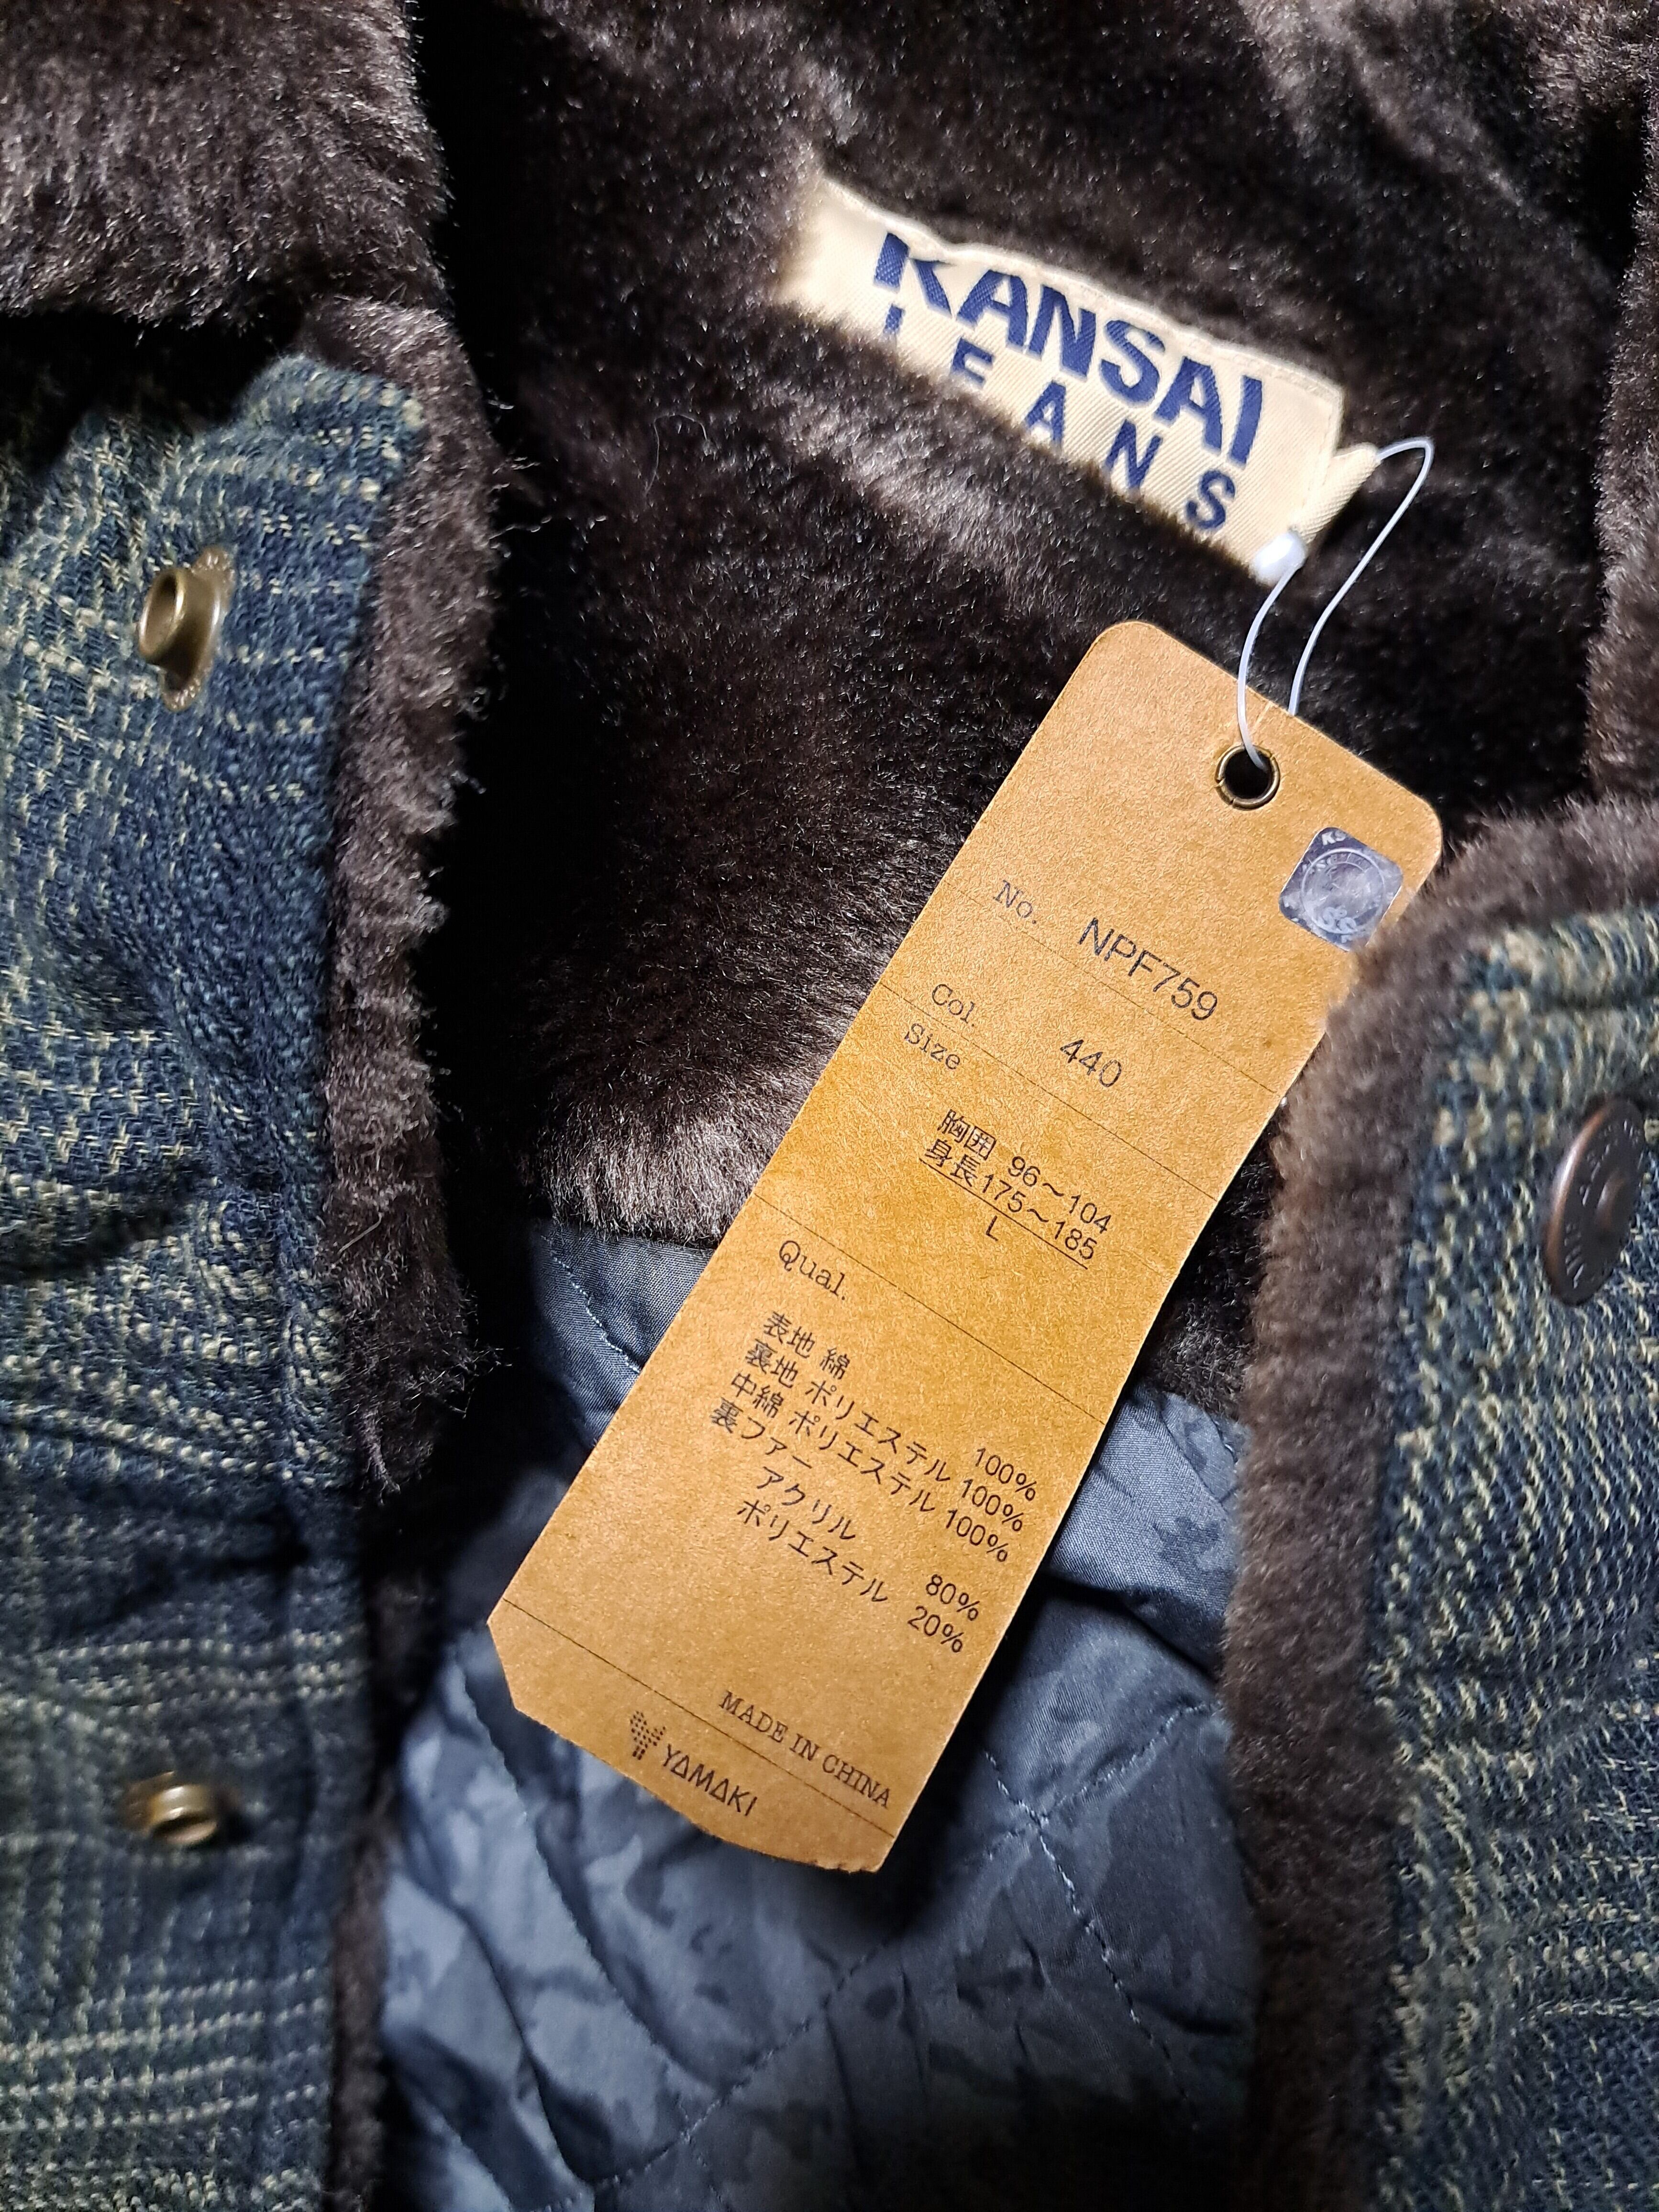 KANSAI
JEANS
No. NPF759
Col. 440
Size
胸囲 96～104
身長175～185
L
Qual.
表地 綿 100%
裏地 ポリエステル 100%
中綿 ポリエステル 100%
裏ファー
アクリル 80%
ポリエステル 20%
MADE IN CHINA
YAMAKI